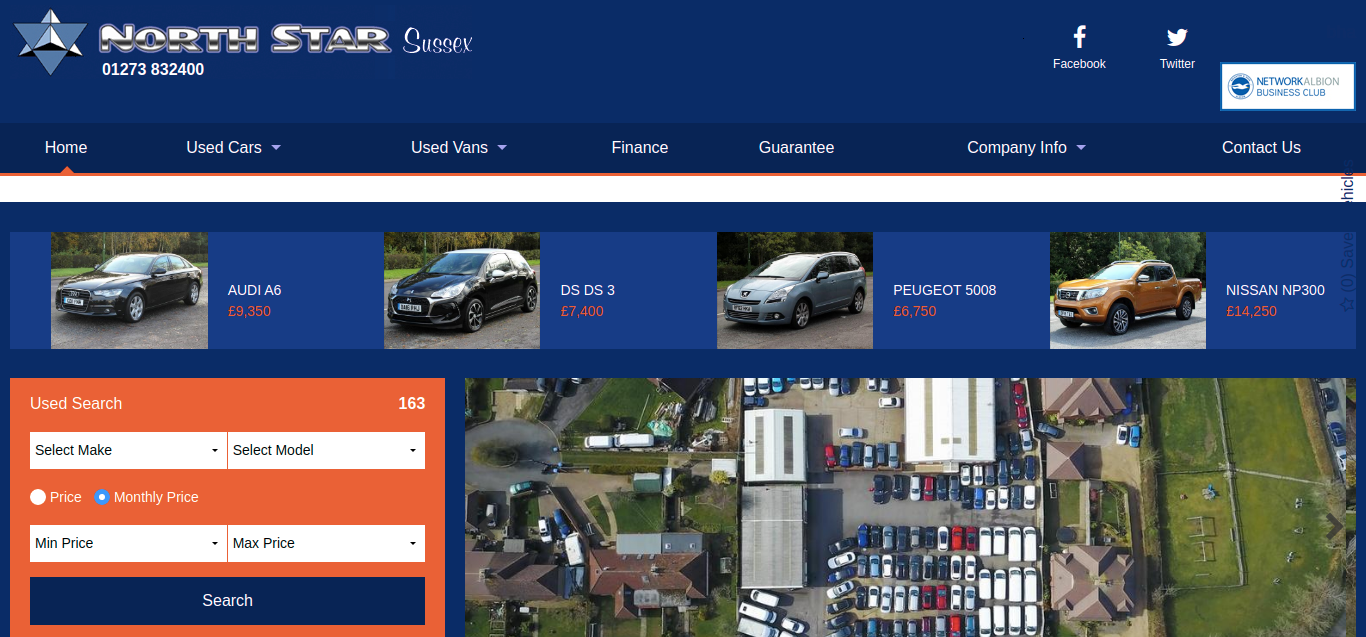 NORTH STAR Sussex
01273 832400
Facebook
Twitter
NETWORKALBION
BUSINESS CLUB
Home
Used Cars
Used Vans
Finance
Guarantee
Company Info
Contact Us
(0) Save
AUDI A6
£9,350
DS DS 3
£7,400
PEUGEOT 5008
£6,750
NISSAN NP300
£14,250
Used Search
163
Select Make
Select Model
Price
Monthly Price
Min Price
Max Price
Search